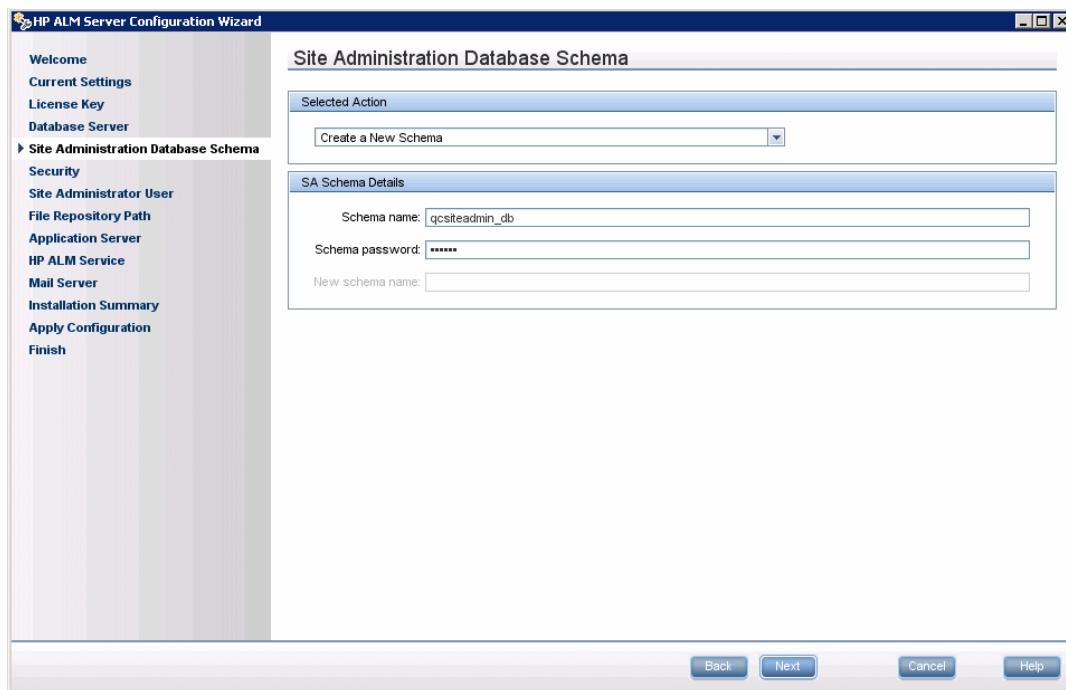 HP ALM Server Configuration Wizard
Welcome
Current Settings
License Key
Database Server
Site Administration Database Schema
Security
Site Administrator User
File Repository Path
Application Server
HP ALM Service
Mail Server
Installation Summary
Apply Configuration
Finish
Site Administration Database Schema
Selected Action
Create a New Schema
SA Schema Details
Schema name: qcsiteadmin_db
Schema password: ••••••
New schema name:
Back Next Cancel Help